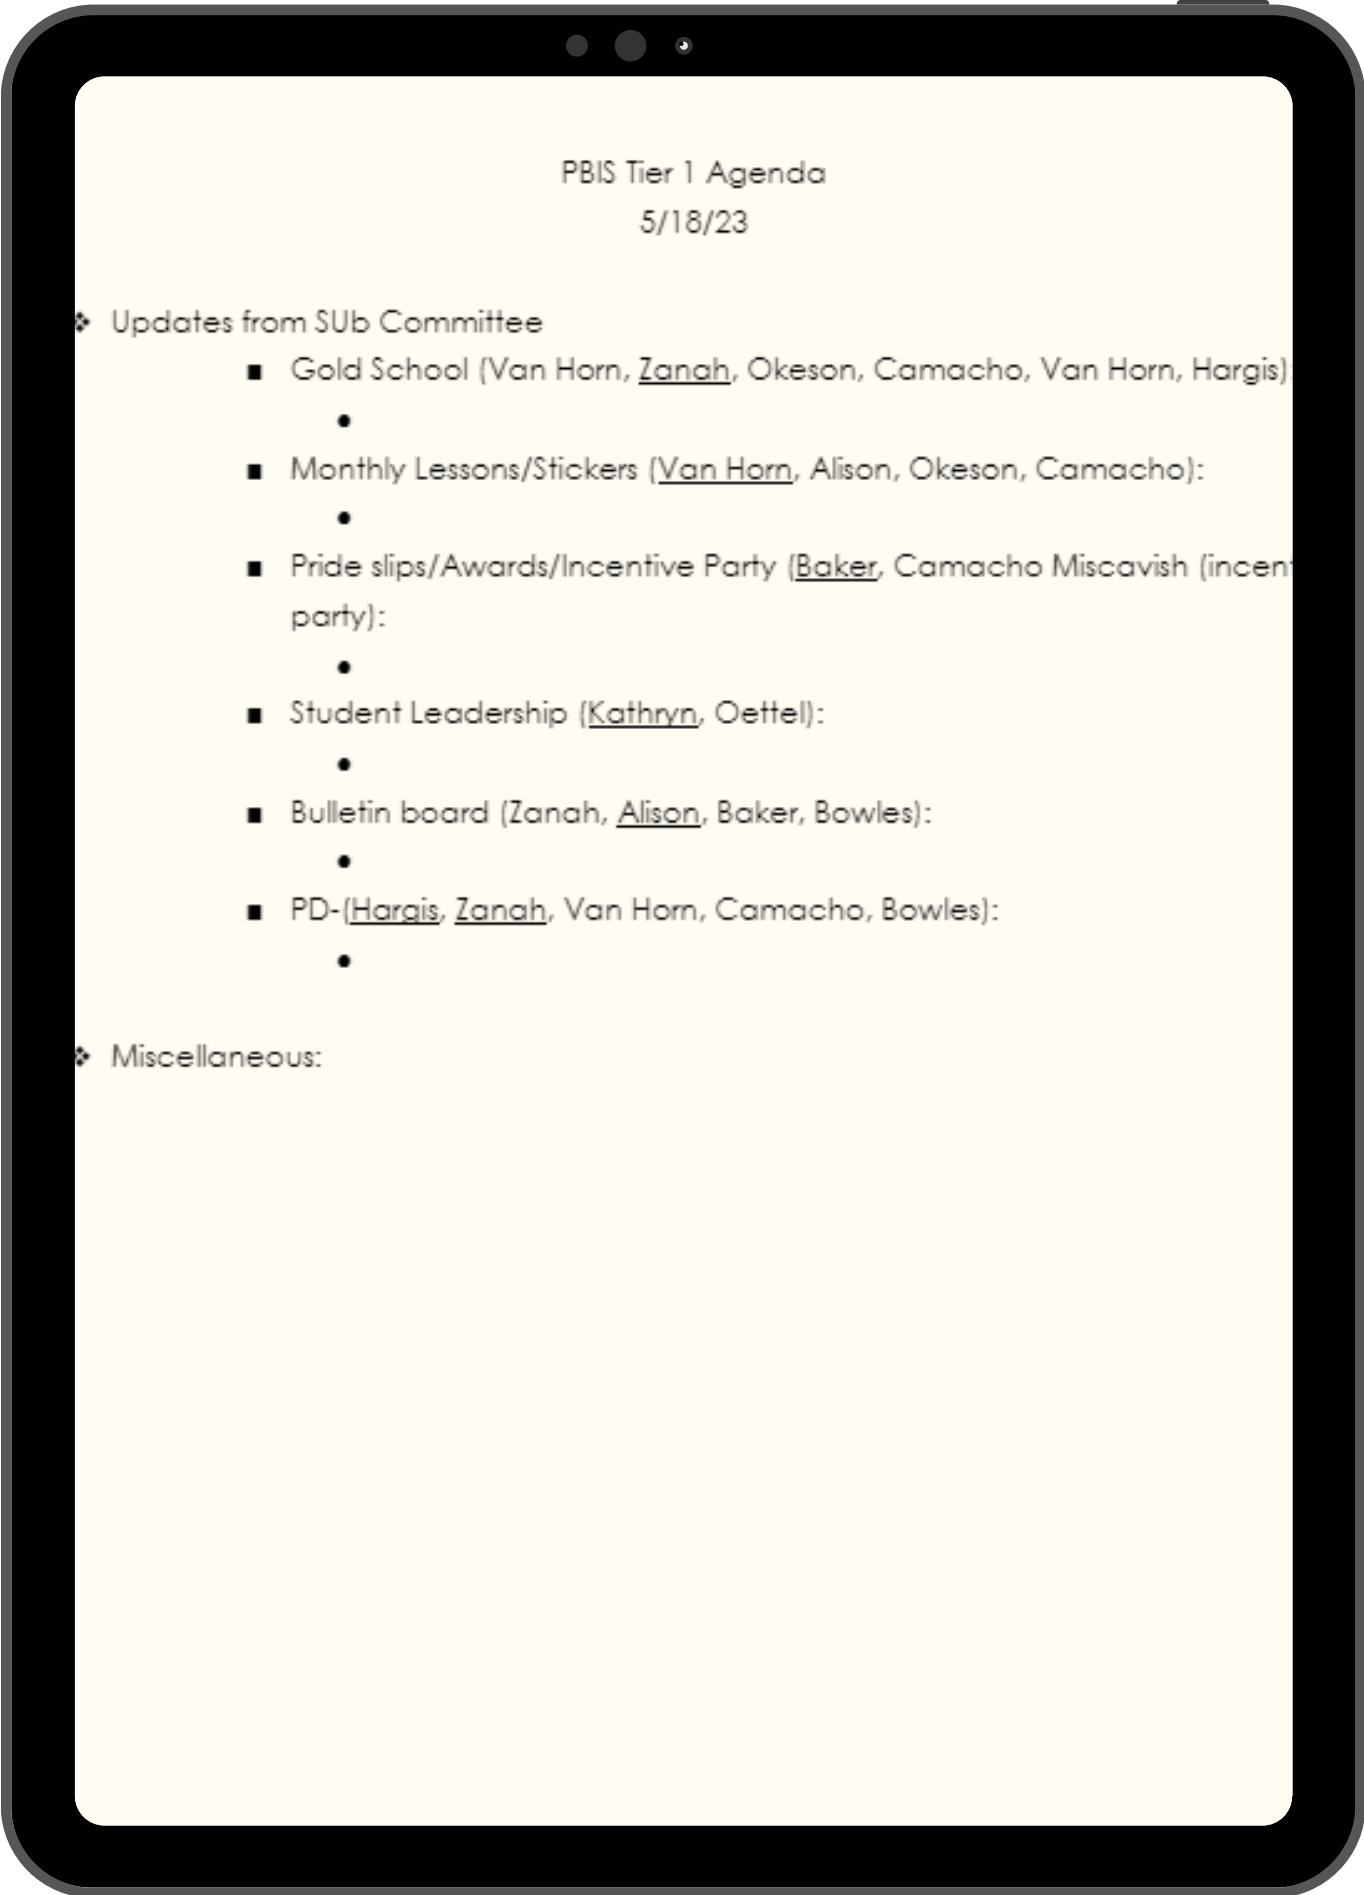 PBIS Tier 1 Agenda
5/18/23
❖ Updates from SUb Committee
■ Gold School (Van Horn, Zanah, Okeson, Camacho, Van Horn, Hargis):
●
■ Monthly Lessons/Stickers (Van Horn, Alison, Okeson, Camacho):
●
■ Pride slips/Awards/Incentive Party (Baker, Camacho Miscavish (incent
party):
●
■ Student Leadership (Kathryn, Oettel):
●
■ Bulletin board (Zanah, Alison, Baker, Bowles):
●
■ PD-(Hargis, Zanah, Van Horn, Camacho, Bowles):
●
❖ Miscellaneous: